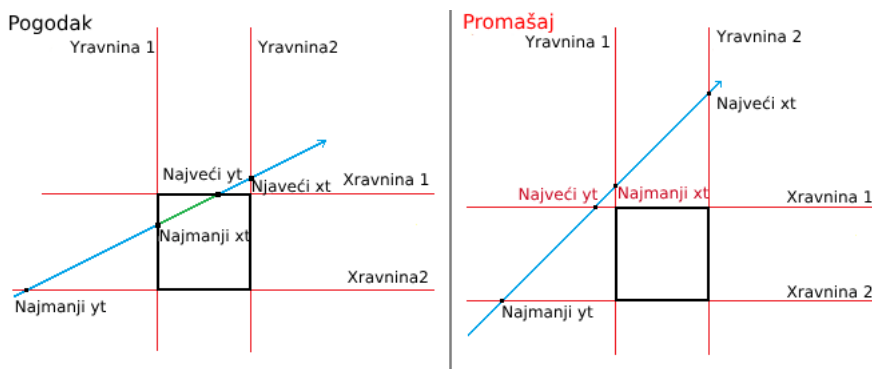 Pogodak
Yravnina 1
Yravnina2
Najveći yt
Njaveći xt
Xravnina 1
Najmanji xt
Xravnina2
Najmanji yt
Promašaj
Yravnina 1
Yravnina 2
Najveći xt
Najveći yt
Najmanji xt
Xravnina 1
Xravnina 2
Najmanji yt